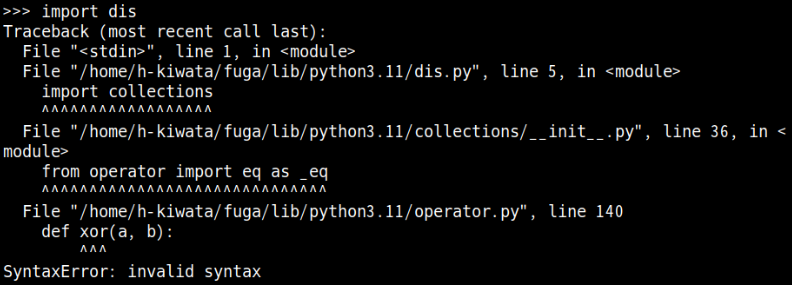 >>> import dis
Traceback (most recent call last):
  File "<stdin>", line 1, in <module>
  File "/home/h-kiwata/fuga/lib/python3.11/dis.py", line 5, in <module>
    import collections
    ^^^^^^^^^^^^^^^^^^
  File "/home/h-kiwata/fuga/lib/python3.11/collections/__init__.py", line 36, in <
module>
    from operator import eq as _eq
    ^^^^^^^^^^^^^^^^^^^^^^^^^^^^^^
  File "/home/h-kiwata/fuga/lib/python3.11/operator.py", line 140
    def xor(a, b):
        ^^^
SyntaxError: invalid syntax